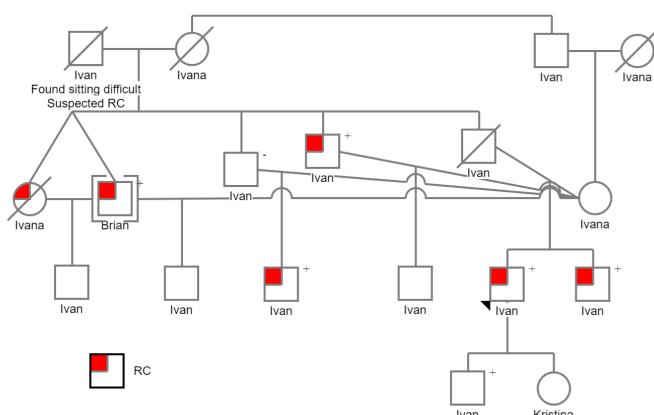 Ivan
Found sitting difficult
Suspected RC
Ivana
Ivan
Ivana
-
+
Ivan
Ivan
Ivan
Ivana
+
Brian
Ivana
Ivan
Ivan
+
Ivan
Ivan
+
Ivan
+
Ivan
RC
+
Ivan
Kristina